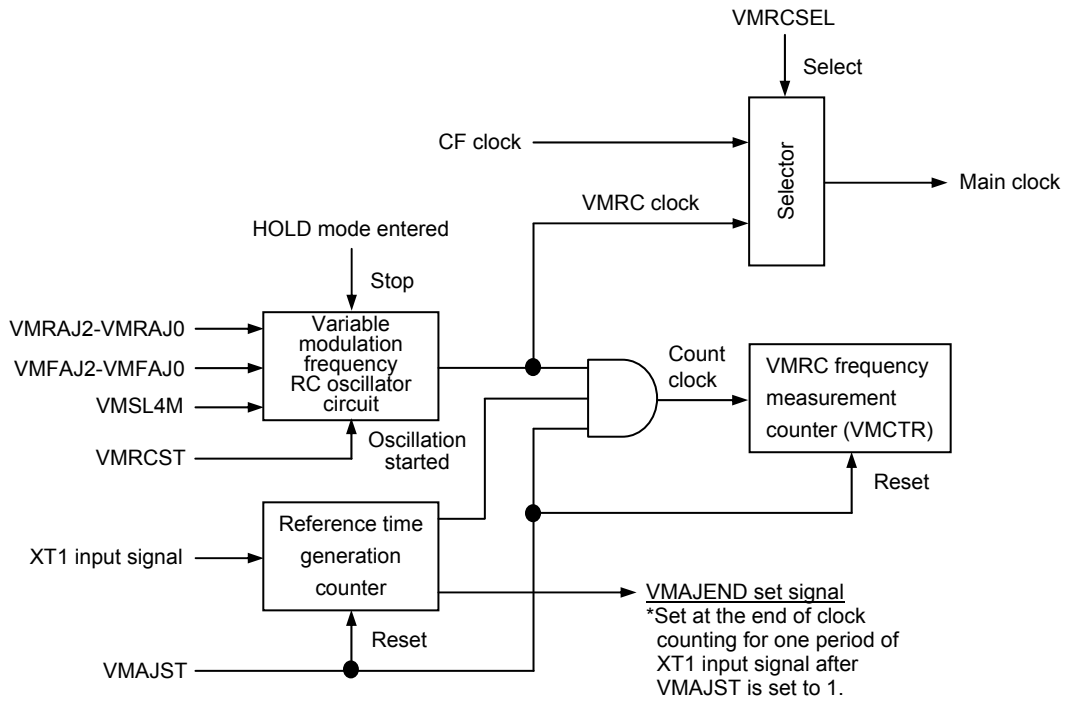 VMRCSEL
Select
CF clock
Selector
Main clock
VMRC clock
HOLD mode entered
Stop
VMRAJ2-VMRAJ0
VMFAJ2-VMFAJ0
VMSL4M
VMRCST
Variable
modulation
frequency
RC oscillator
circuit
Oscillation
started
Count
clock
VMRC frequency
measurement
counter (VMCTR)
Reset
XT1 input signal
Reference time
generation
counter
Reset
VMAJST
VMAJEND set signal
*Set at the end of clock
counting for one period of
XT1 input signal after
VMAJST is set to 1.